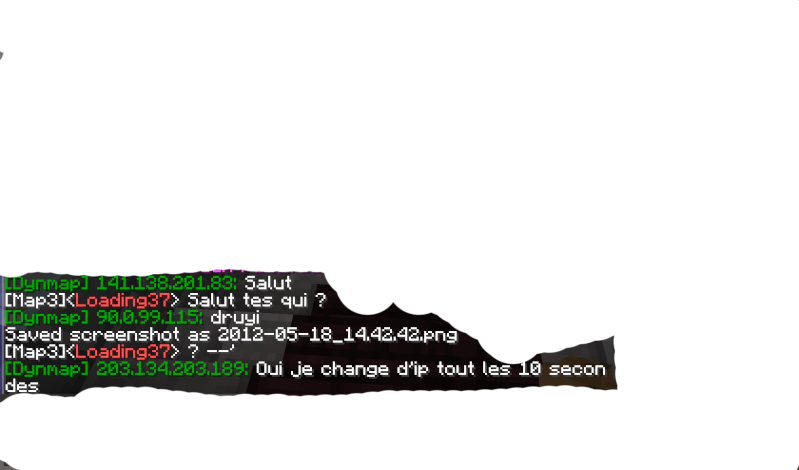 [Dynmap] 141.138.201.83: Salut
[Map3]<Loading37> Salut tes qui ?
[Dynmap] 90.0.99.115: druyi
Saved screenshot as 2012-05-18_14.42.42.png
[Map3]<Loading37> ? --'
[Dynmap] 203.134.203.189: Oui je change d'ip tout les 10 secon
des